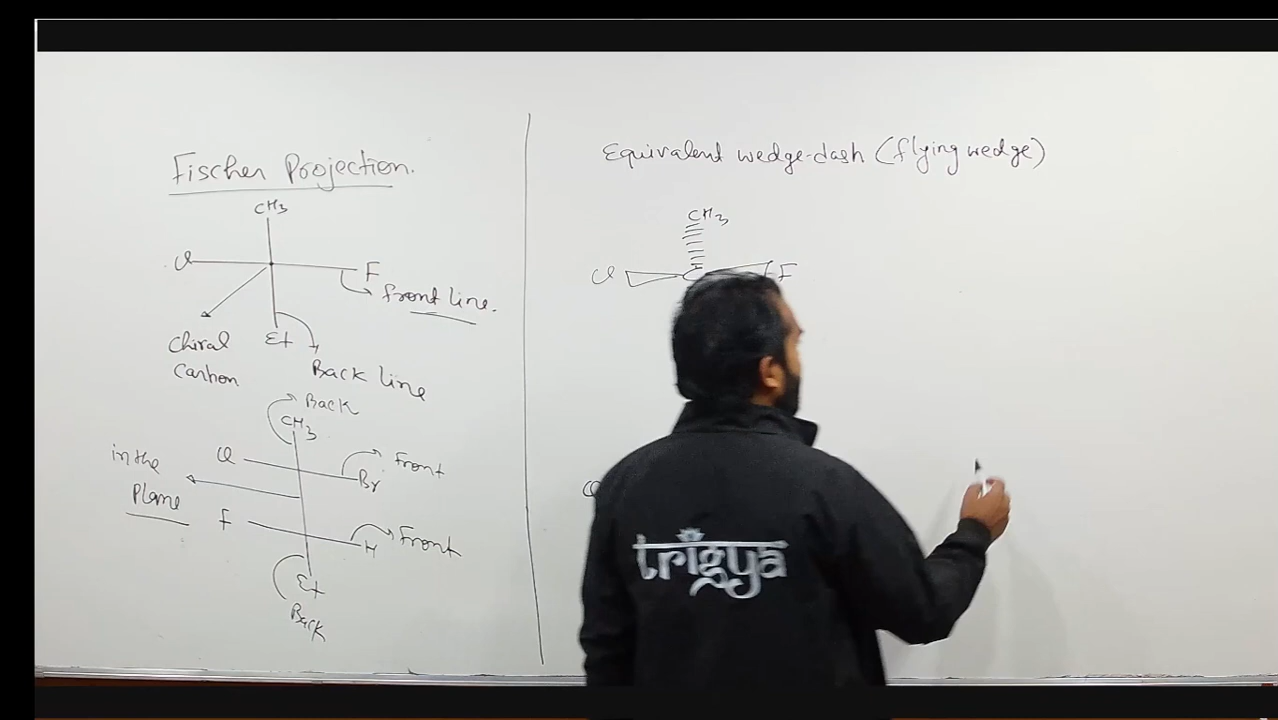 Fischer Projection.
CH3
Cl
F
front line.
Chiral
Carbon
Et
Back line
Back
CH3
Cl
Front
Br
in the
Plane
F
Front
H
Et
Back
Equivalent wedge-dash (flying wedge)
CH3
Cl
C
F
trigya